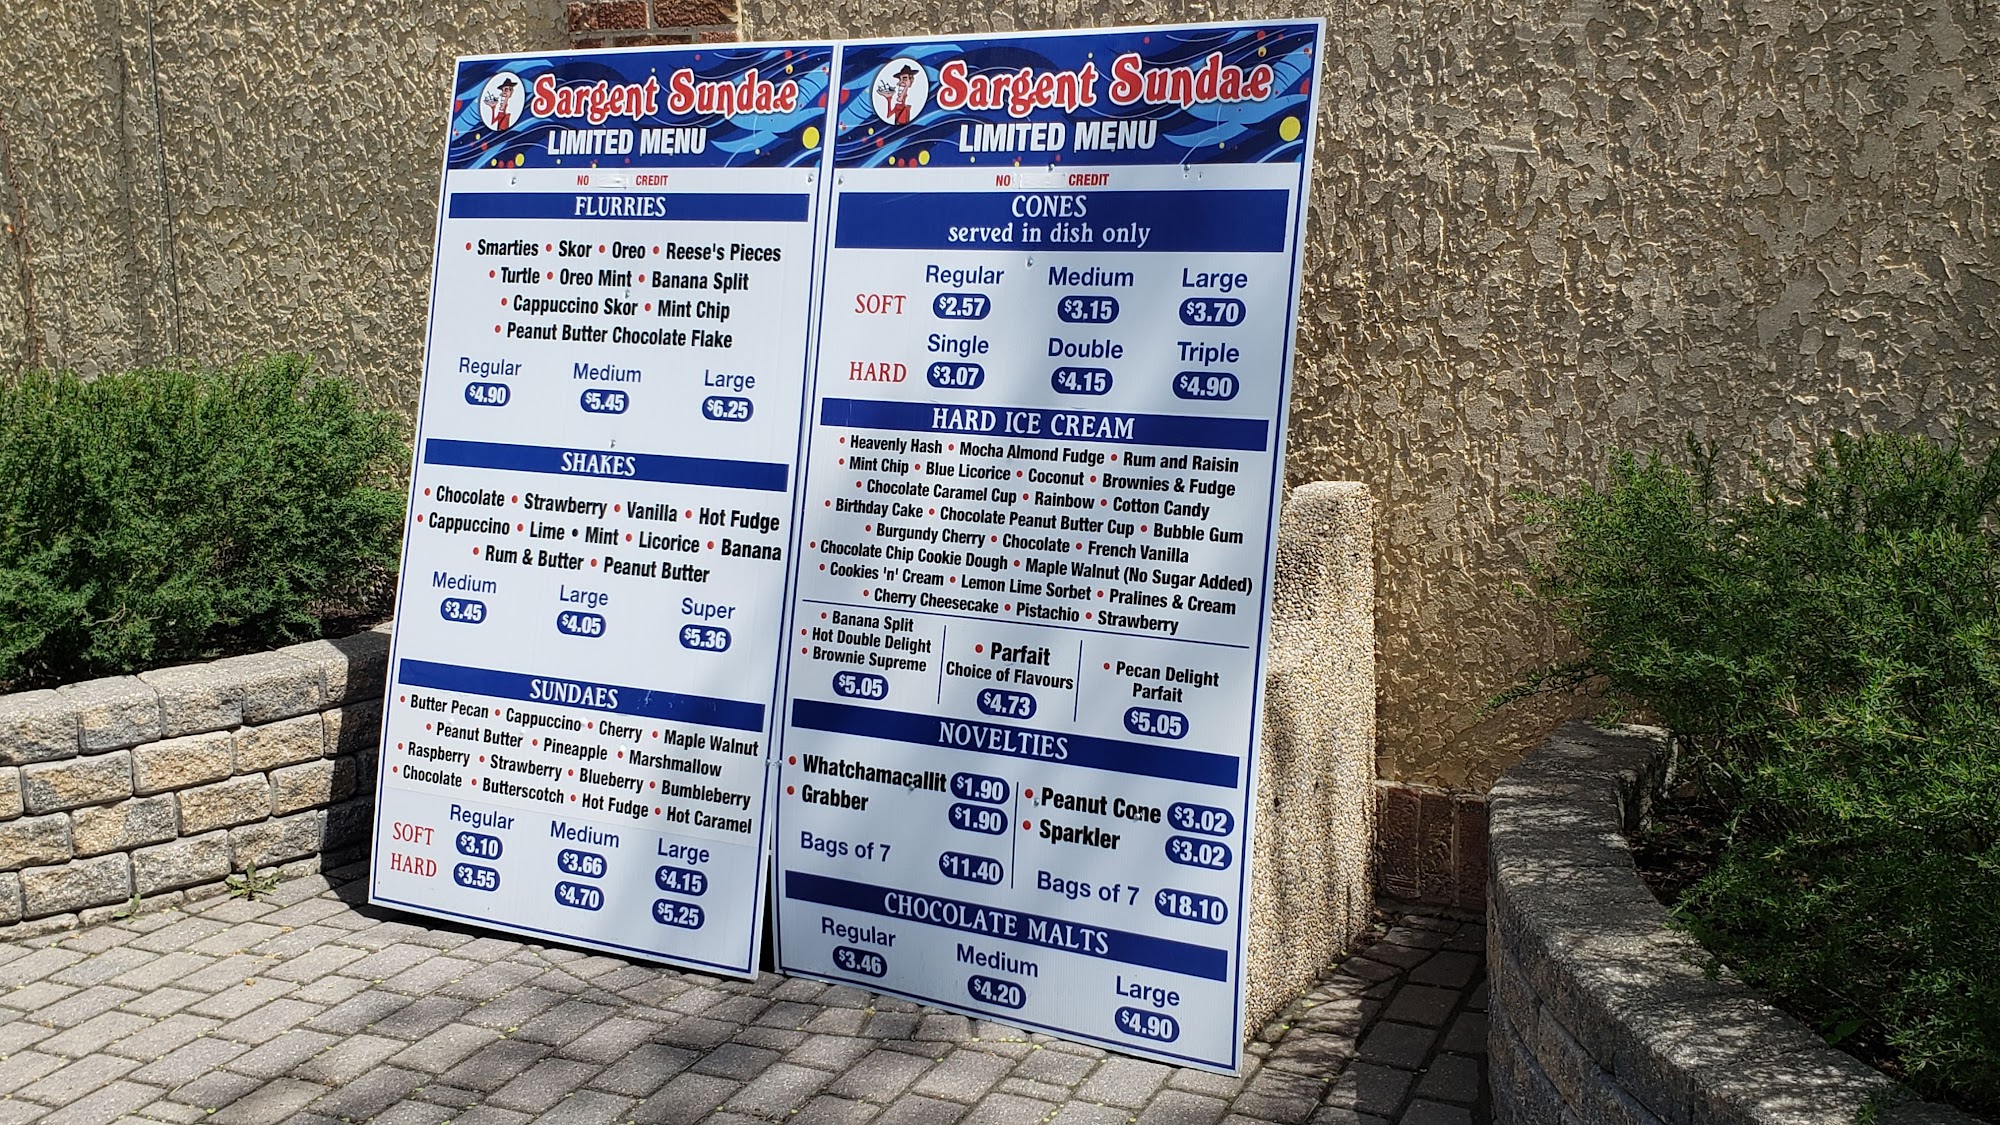 Sargent Sundae
LIMITED MENU
NO CREDIT
FLURRIES
• Smarties • Skor • Oreo • Reese's Pieces
• Turtle • Oreo Mint • Banana Split
• Cappuccino Skor • Mint Chip
• Peanut Butter Chocolate Flake
Regular Medium Large
$4.90 $5.45 $6.25
SHAKES
• Chocolate • Strawberry • Vanilla • Hot Fudge
• Cappuccino • Lime • Mint • Licorice • Banana
• Rum & Butter • Peanut Butter
Medium Large Super
$3.45 $4.05 $5.36
SUNDAES
• Butter Pecan • Cappuccino • Cherry • Maple Walnut
• Peanut Butter • Pineapple • Marshmallow
• Raspberry • Strawberry • Blueberry • Bumbleberry
• Chocolate • Butterscotch • Hot Fudge • Hot Caramel
Regular Medium Large
SOFT $3.10 $3.66 $4.15
HARD $3.55 $4.70 $5.25
Sargent Sundae
LIMITED MENU
NO CREDIT
CONES
served in dish only
Regular Medium Large
SOFT $2.57 $3.15 $3.70
Single Double Triple
HARD $3.07 $4.15 $4.90
HARD ICE CREAM
• Heavenly Hash • Mocha Almond Fudge • Rum and Raisin
• Mint Chip • Blue Licorice • Coconut • Brownies & Fudge
• Chocolate Caramel Cup • Rainbow • Cotton Candy
• Birthday Cake • Chocolate Peanut Butter Cup • Bubble Gum
• Burgundy Cherry • Chocolate • French Vanilla
• Chocolate Chip Cookie Dough • Maple Walnut (No Sugar Added)
• Cookies 'n' Cream • Lemon Lime Sorbet • Pralines & Cream
• Cherry Cheesecake • Pistachio • Strawberry
• Banana Split
• Hot Double Delight
• Brownie Supreme
$5.05
• Parfait
Choice of Flavours
$4.73
• Pecan Delight
Parfait
$5.05
NOVELTIES
• Whatchamacallit $1.90
• Grabber $1.90
Bags of 7 $11.40
• Peanut Cone $3.02
• Sparkler $3.02
Bags of 7 $18.10
CHOCOLATE MALTS
Regular Medium Large
$3.46 $4.20 $4.90